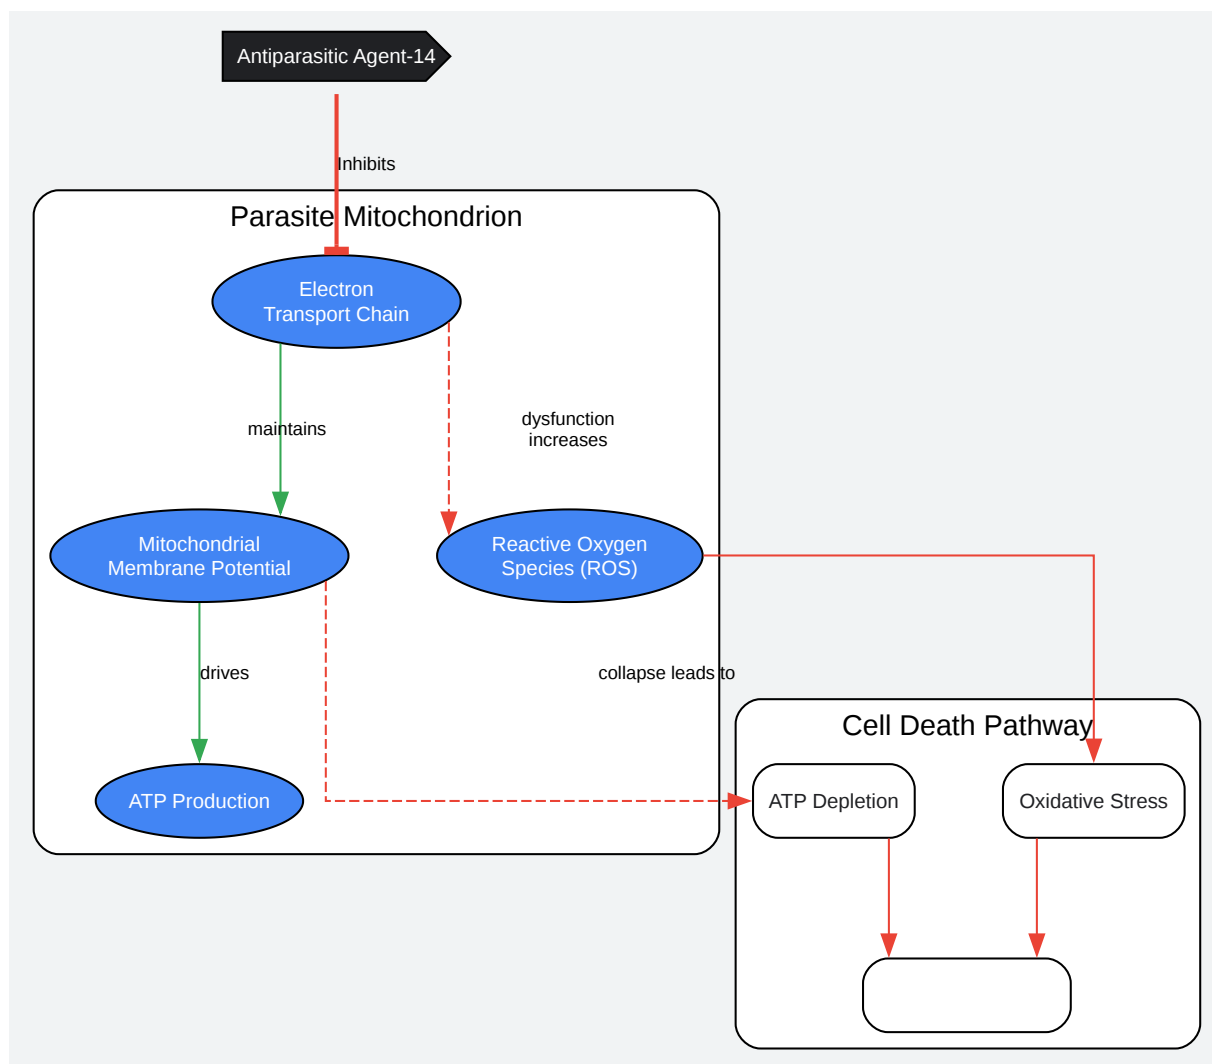 Antiparasitic Agent-14
Inhibits
Parasite Mitochondrion
Electron
Transport Chain
maintains
dysfunction
increases
Mitochondrial
Membrane Potential
Reactive Oxygen
Species (ROS)
drives
collapse leads to
Cell Death Pathway
ATP Production
ATP Depletion
Oxidative Stress